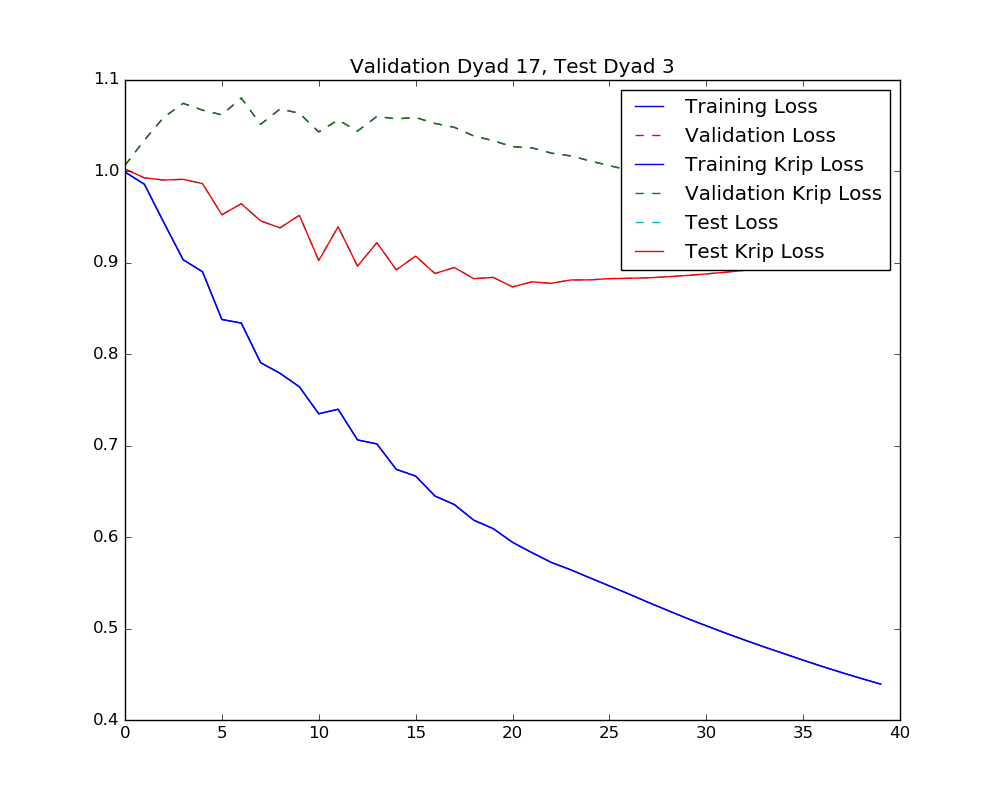 Validation Dyad 17, Test Dyad 3
1.1
1.0
0.9
0.8
0.7
0.6
0.5
0.4
0 5 10 15 20 25 30 35 40
Training Loss
Validation Loss
Training Krip Loss
Validation Krip Loss
Test Loss
Test Krip Loss